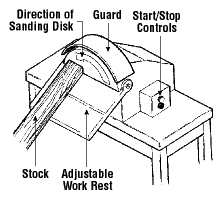 Direction of
Sanding Disk
Guard
Start/Stop
Controls
Stock
Adjustable
Work Rest